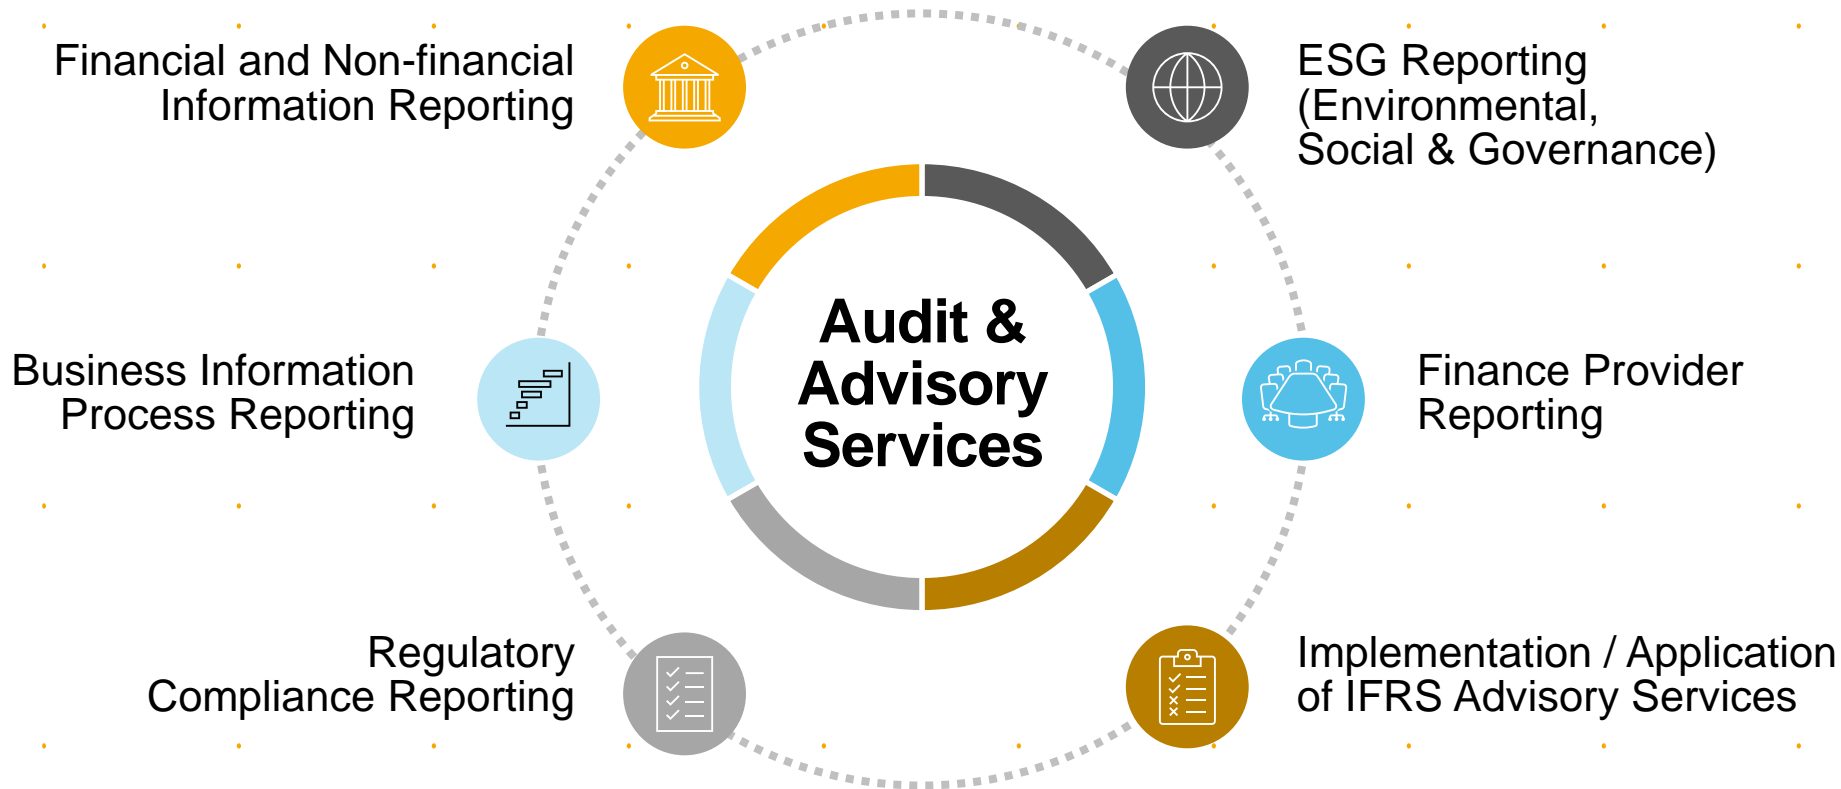 Financial and Non-financial
Information Reporting
ESG Reporting
(Environmental,
Social & Governance)
Audit &
Advisory
Services
Business Information
Process Reporting
Finance Provider
Reporting
Regulatory
Compliance Reporting
Implementation / Application
of IFRS Advisory Services